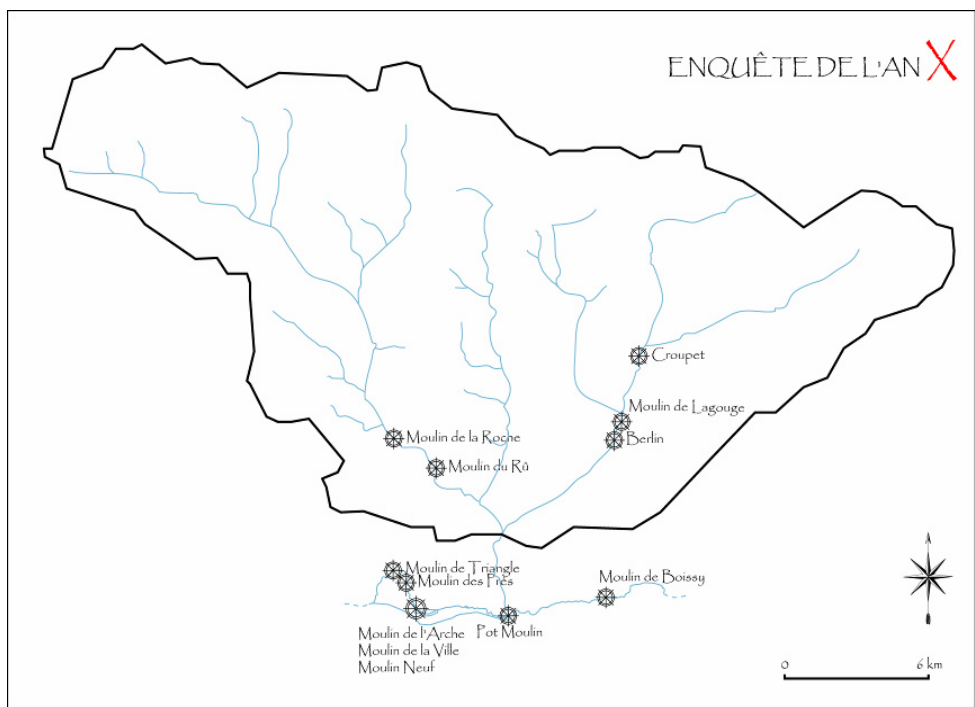 ENQUÊTE DE L'AN X
Croupet
Moulin de Lagouge
Berlin
Moulin de la Roche
Moulin du Rû
Moulin de Triangle
Moulin des Prés
Moulin de Boissy
Moulin de l'Arche
Moulin de la Ville
Moulin Neuf
Pot Moulin
0 6 km